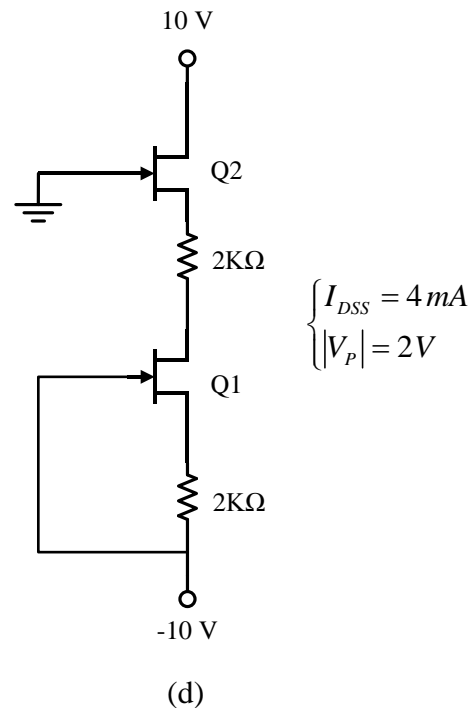 10 V
Q2
2KΩ
{I_DSS = 4 mA
|V_P| = 2V
Q1
2KΩ
-10 V
(d)